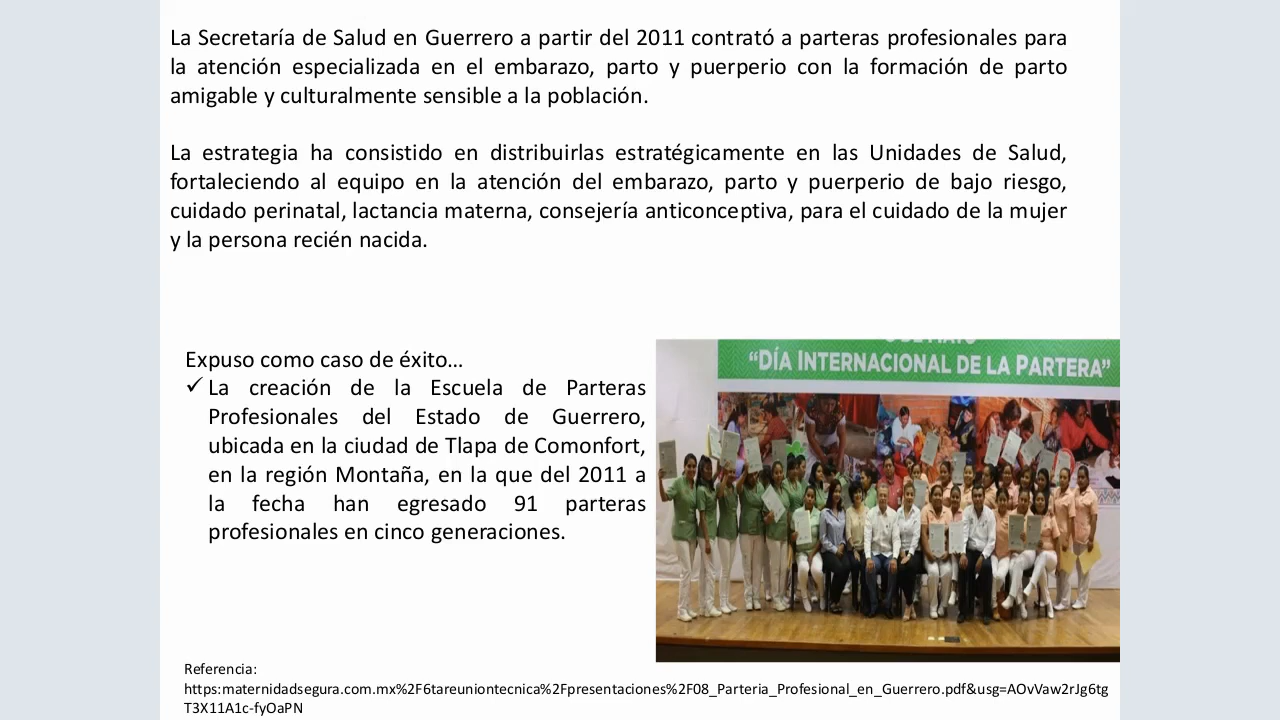 La Secretaría de Salud en Guerrero a partir del 2011 contrató a parteras profesionales para
la atención especializada en el embarazo, parto y puerperio con la formación de parto
amigable y culturalmente sensible a la población.
La estrategia ha consistido en distribuirlas estratégicamente en las Unidades de Salud,
fortaleciendo al equipo en la atención del embarazo, parto y puerperio de bajo riesgo,
cuidado perinatal, lactancia materna, consejería anticonceptiva, para el cuidado de la mujer
y la persona recién nacida.
Expuso como caso de éxito…
✓ La creación de la Escuela de Parteras
Profesionales del Estado de Guerrero,
ubicada en la ciudad de Tlapa de Comonfort,
en la región Montaña, en la que del 2011 a
la fecha han egresado 91 parteras
profesionales en cinco generaciones.
“DÍA INTERNACIONAL DE LA PARTERA”
Referencia:
https:maternidadsegura.com.mx%2F6tareuniontecnica%2Fpresentaciones%2F08_Parteria_Profesional_en_Guerrero.pdf&usg=AOvVaw2rJg6tg
T3X11A1c-fyOaPN